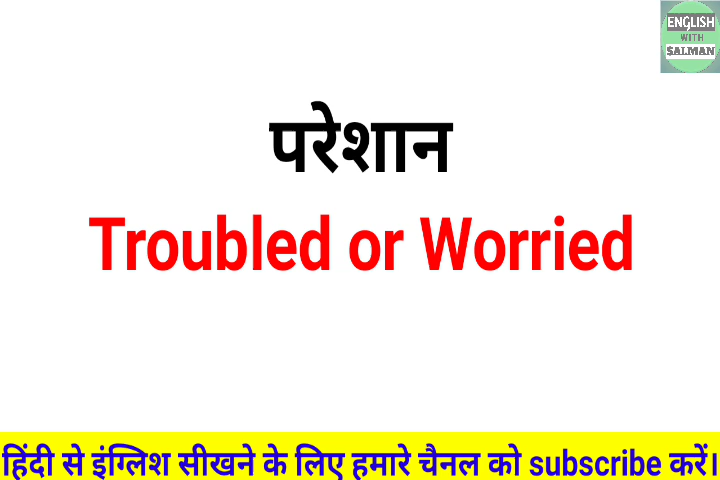 ENGLISH
WITH
SALMAN
परेशान
Troubled or Worried
हिंदी से इंग्लिश सीखने के लिए हमारे चैनल को subscribe करें।